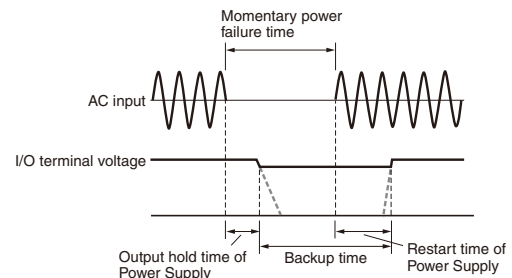 Momentary power
failure time
AC input
I/O terminal voltage
Output hold time of
Power Supply
Backup time
Restart time of
Power Supply